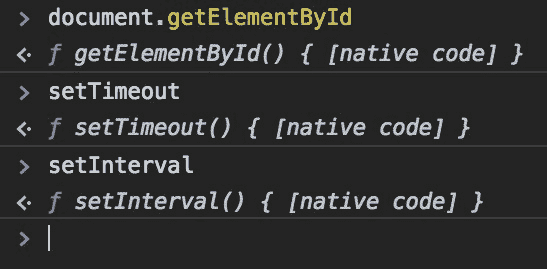 > document.getElementById
<· ƒ getElementById() { [native code] }
> setTimeout
<· ƒ setTimeout() { [native code] }
> setInterval
<· ƒ setInterval() { [native code] }
>